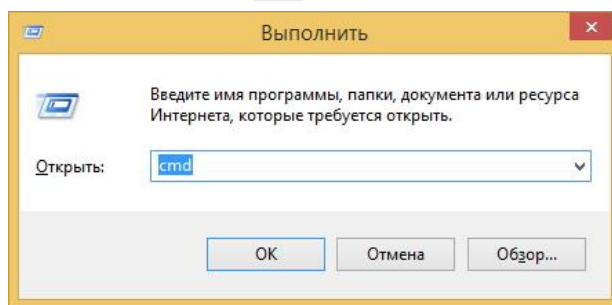 Выполнить
Введите имя программы, папки, документа или ресурса
Интернета, которые требуется открыть.
Открыть:
cmd
OK
Отмена
Обзор...